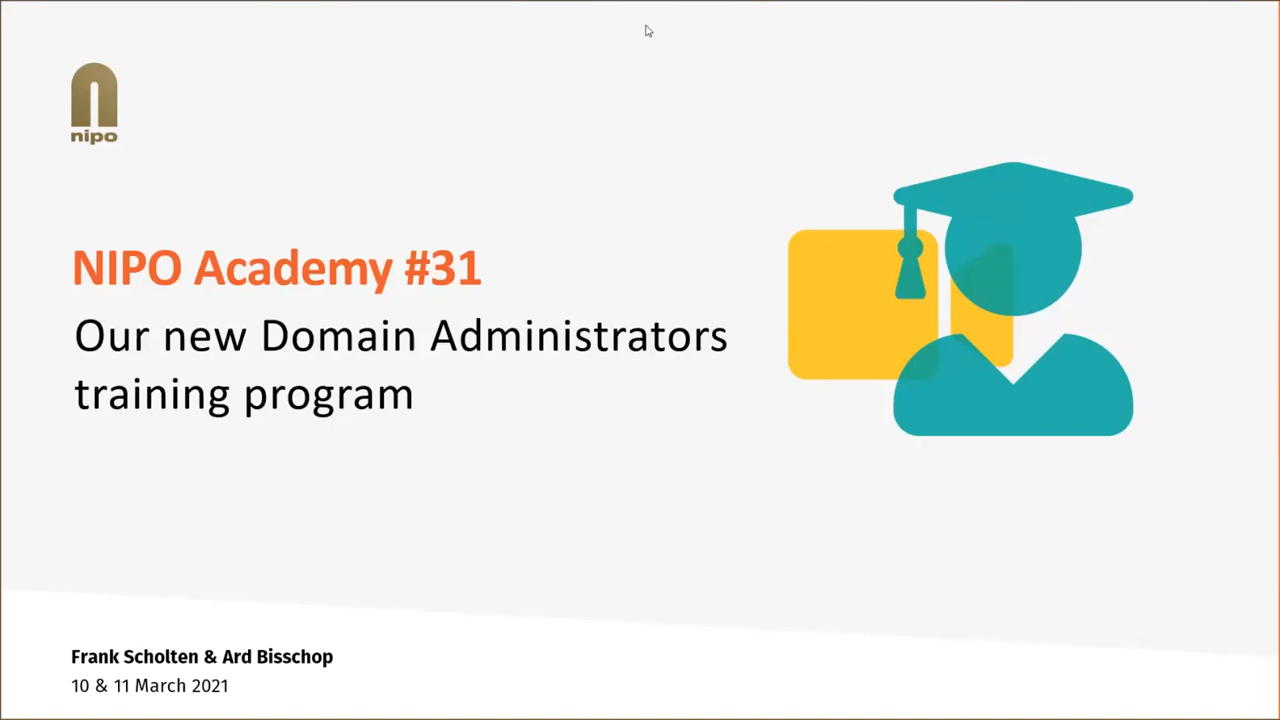 nipo
NIPO Academy #31
Our new Domain Administrators
training program
Frank Scholten & Ard Bisschop
10 & 11 March 2021